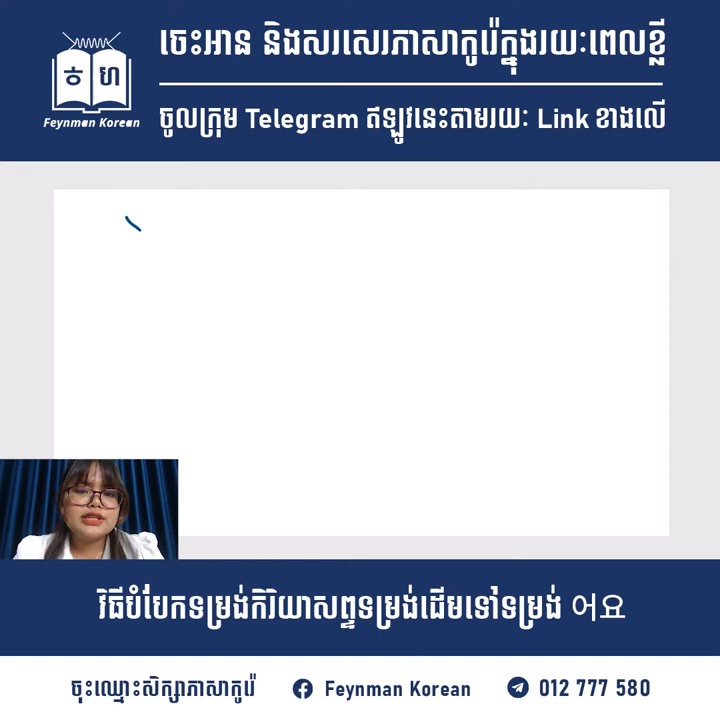 ចេះអាន និងសរសេរភាសាកូរ៉េក្នុងរយៈពេលខ្លី
ចូលក្រុម Telegram ឥឡូវនេះតាមរយៈ Link ខាងលើ
ㅎ ហ
Feynman Korean
វិធីបំបែកទម្រង់កិរិយាសព្ទទម្រង់ដើមទៅទម្រង់ 어요
ចុះឈ្មោះសិក្សាភាសាកូរ៉េ
Feynman Korean
012 777 580